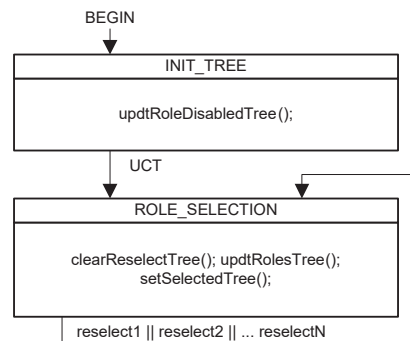 BEGIN
INIT_TREE
updtRoleDisabledTree();
UCT
ROLE_SELECTION
clearReselectTree(); updtRolesTree();
setSelectedTree();
reselect1 || reselect2 || ... reselectN